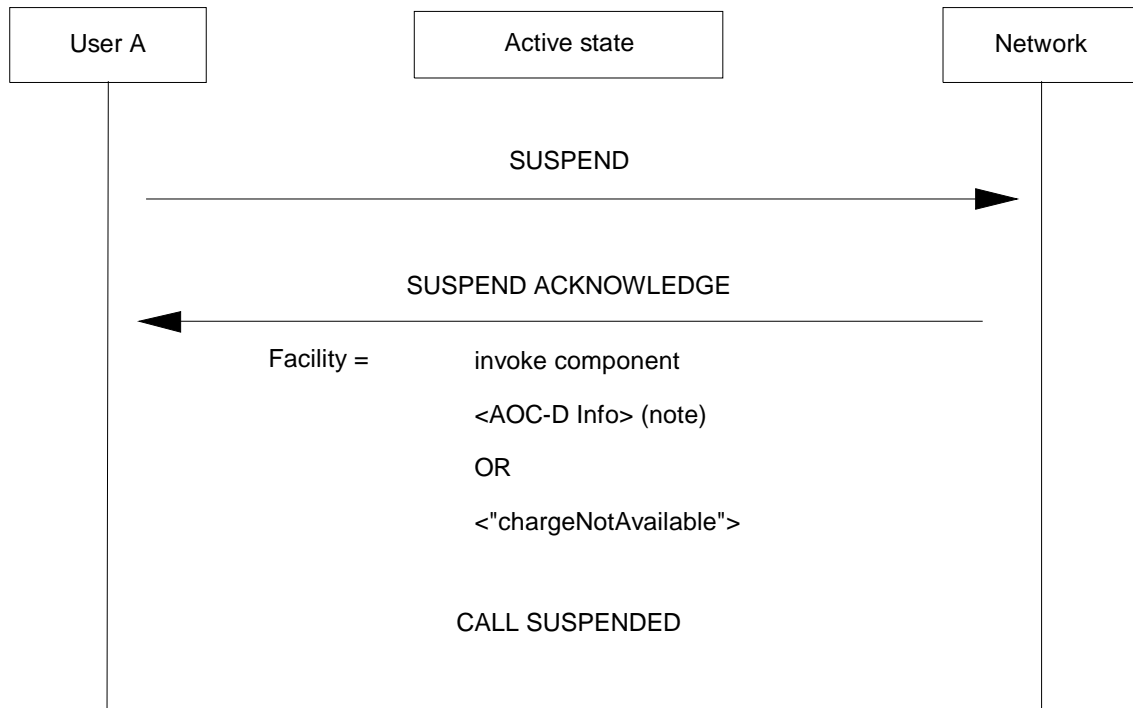 User A
Active state
Network
SUSPEND
SUSPEND ACKNOWLEDGE
Facility = invoke component
<AOC-D Info> (note)
OR
<"chargeNotAvailable">
CALL SUSPENDED